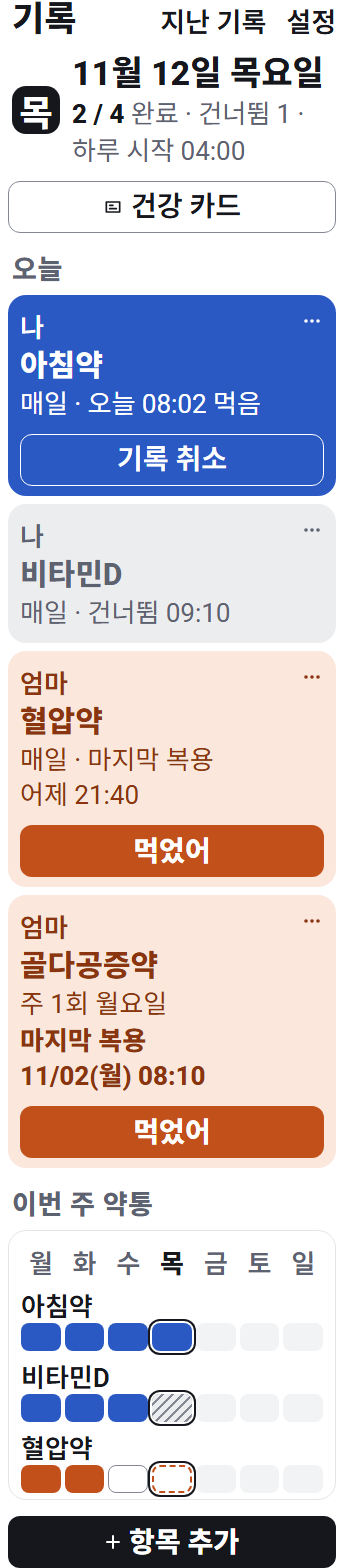 기록 지난 기록 설정
11월 12일 목요일
목
2 / 4 완료 · 건너뜀 1 ·
하루 시작 04:00
건강 카드
오늘
나
아침약
매일 · 오늘 08:02 먹음
기록 취소
나
비타민D
매일 · 건너뜀 09:10
엄마
혈압약
매일 · 마지막 복용
어제 21:40
먹었어
엄마
골다공증약
주 1회 월요일
마지막 복용
11/02(월) 08:10
먹었어
이번 주 약통
월 화 수 목 금 토 일
아침약
비타민D
혈압약
+ 항목 추가